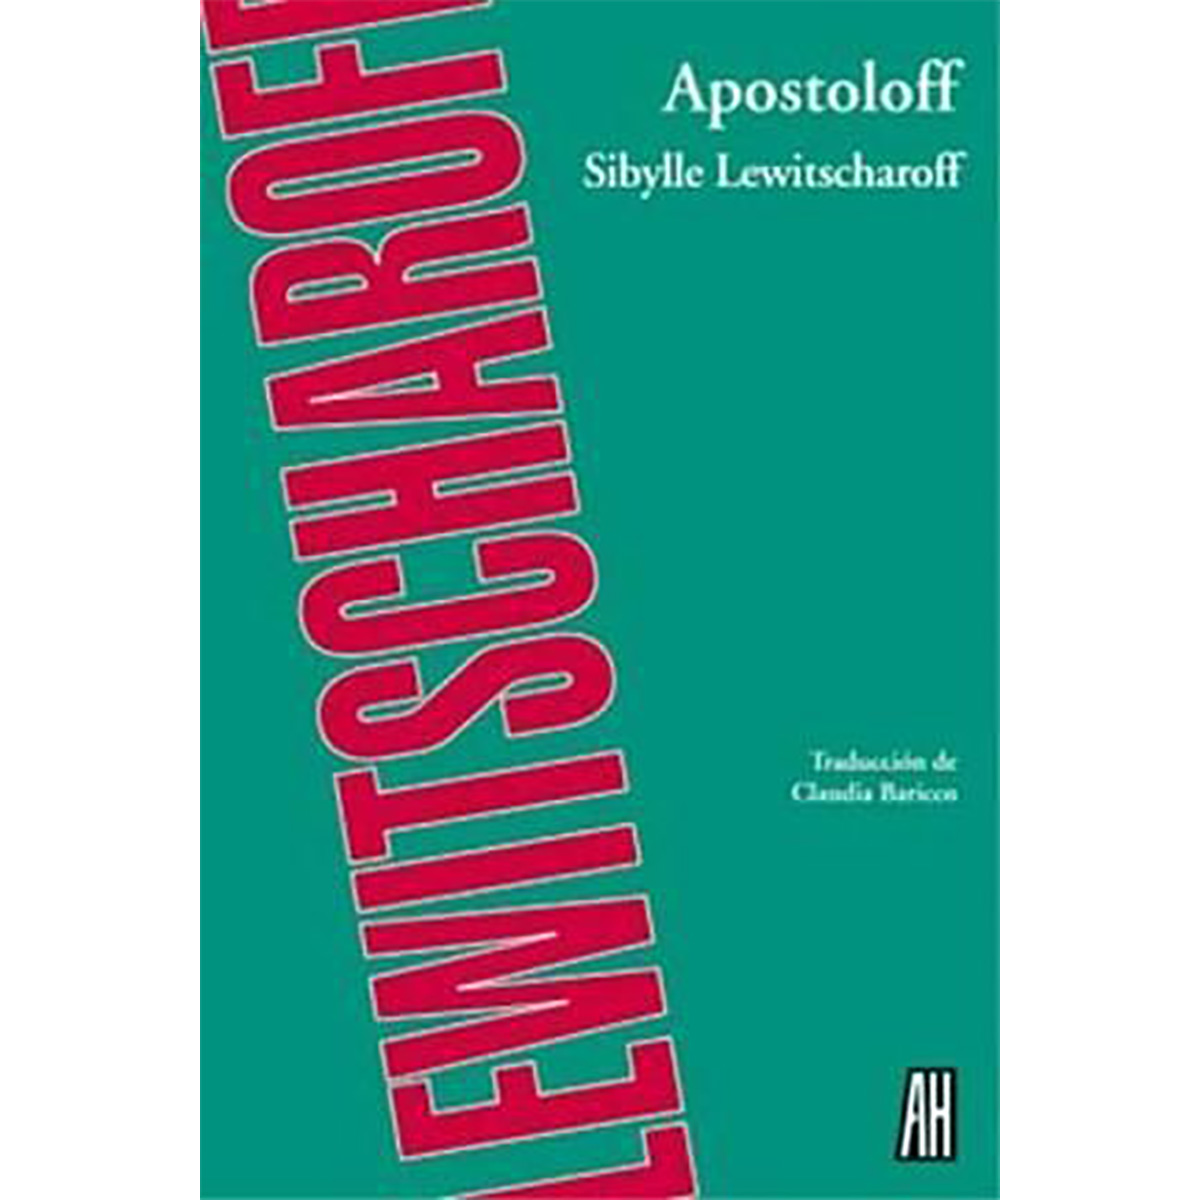 Apostoloff
Sibylle Lewitscharoff
LEWITSCHAROFF
Traducción de
Claudia Baricco
AH